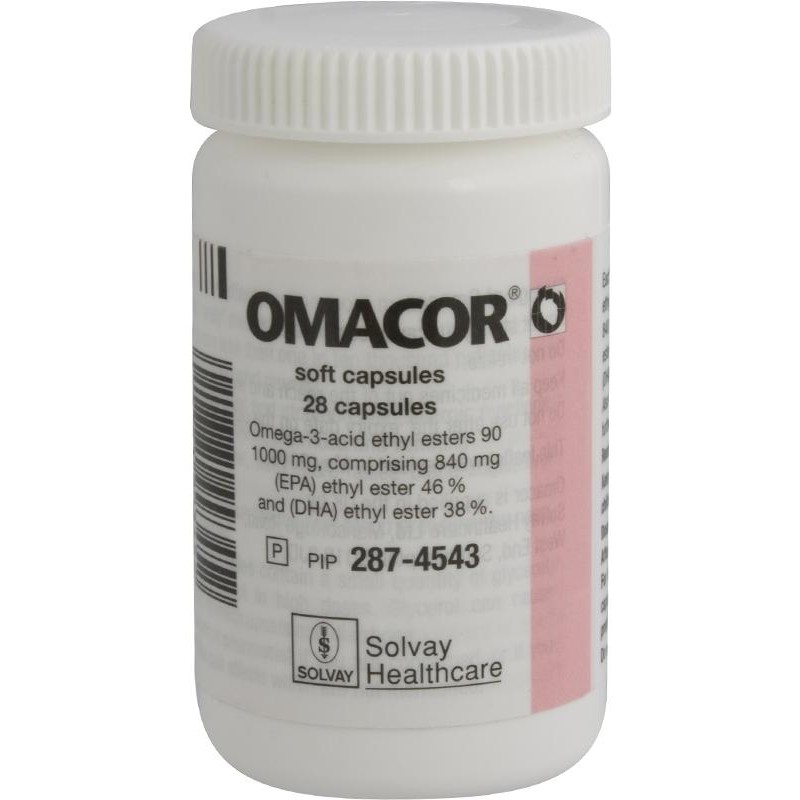 OMACOR®
soft capsules
28 capsules
Omega-3-acid ethyl esters 90
1000 mg, comprising 840 mg
(EPA) ethyl ester 46 %
and (DHA) ethyl ester 38 %.
P PIP 287-4543
S
SOLVAY
Solvay
Healthcare